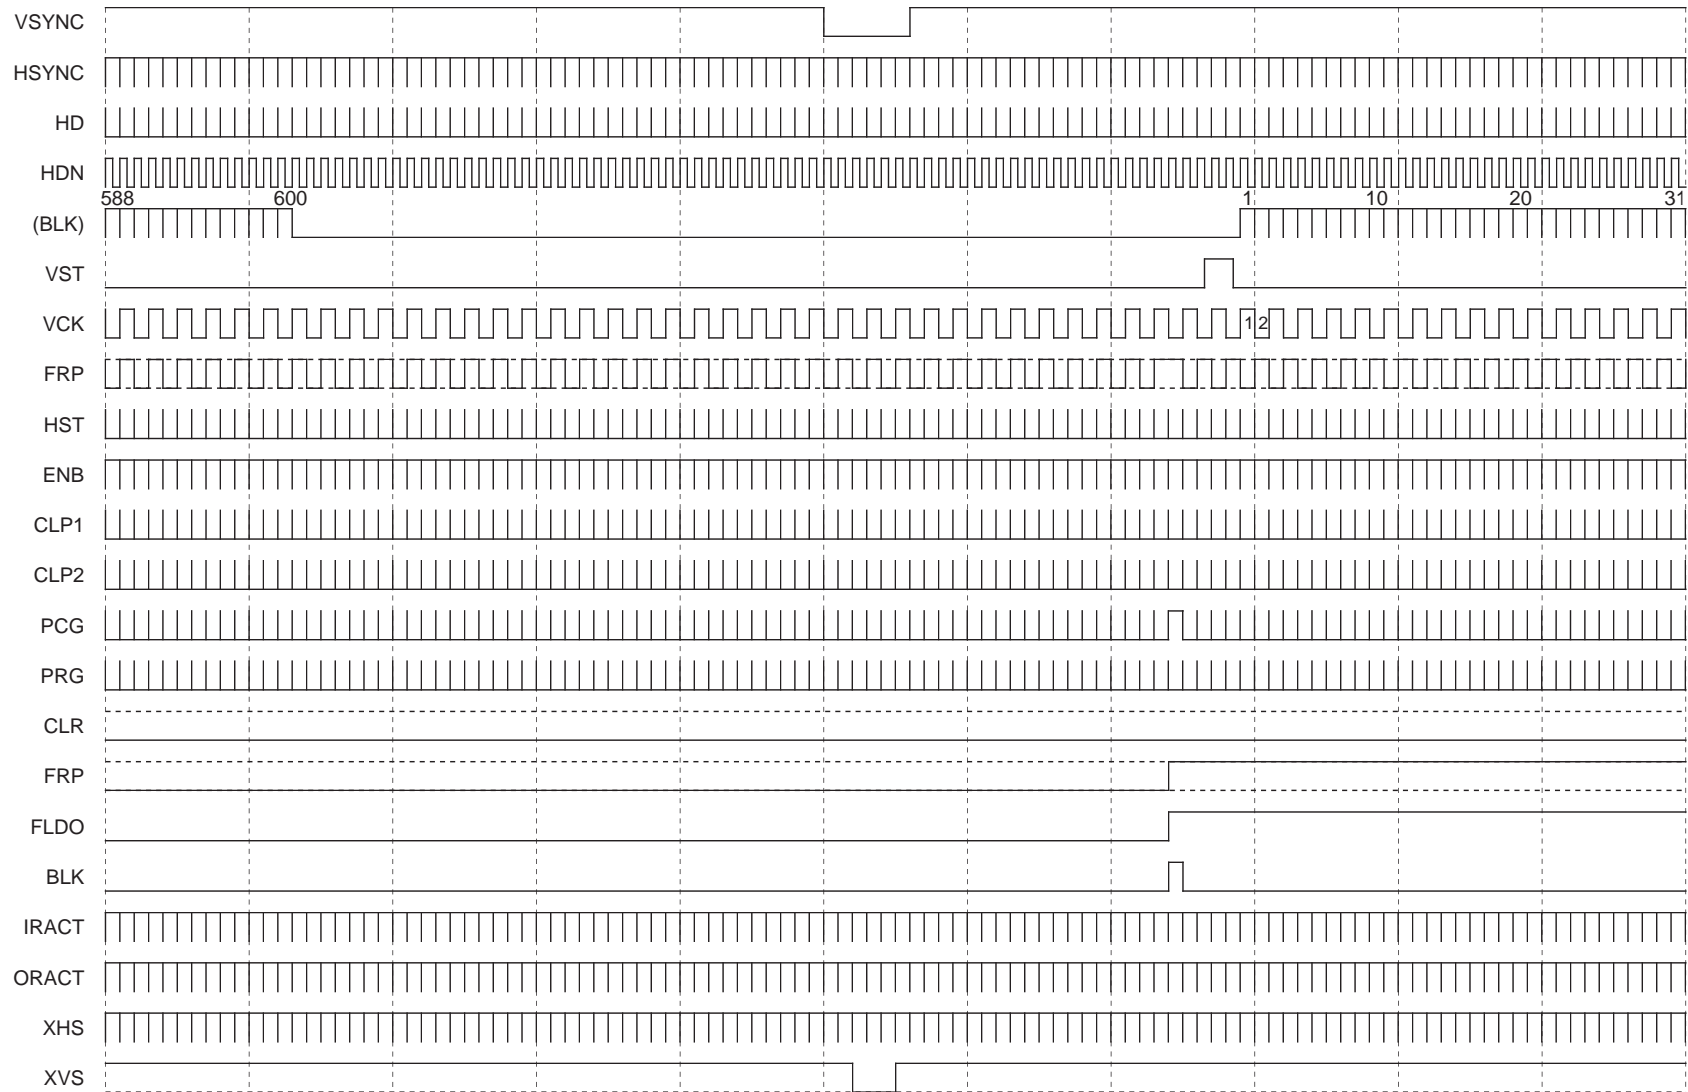 VSYNC
HSYNC
HD
HDN
588 600 1 10 20 31
(BLK)
VST
VCK 1 2
FRP
HST
ENB
CLP1
CLP2
PCG
PRG
CLR
FRP
FLDO
BLK
IRACT
ORACT
XHS
XVS